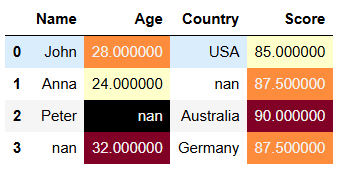 Name Age Country Score
0 John 28.000000 USA 85.000000
1 Anna 24.000000 nan 87.500000
2 Peter nan Australia 90.000000
3 nan 32.000000 Germany 87.500000